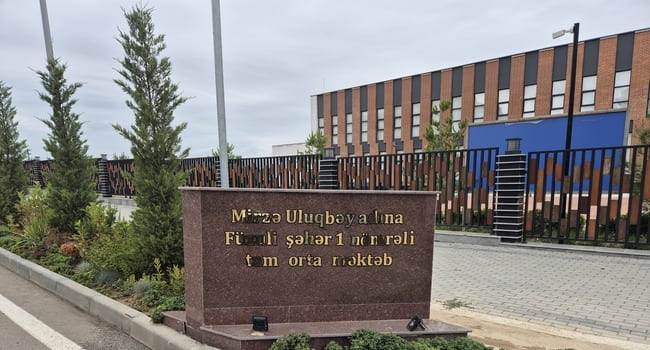 Mirzə Uluqbəy adına
Füzuli şəhər 1 nömrəli
tam orta məktəb